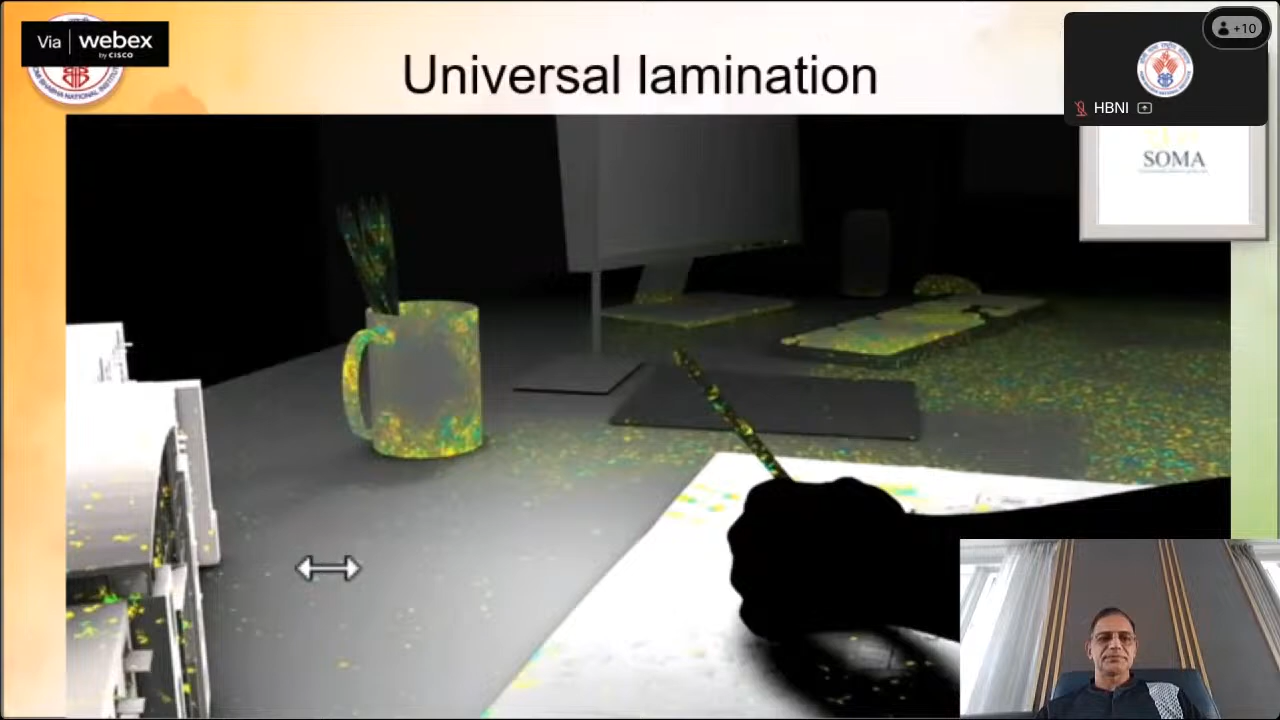 Via | webex
by CISCO
Universal lamination
+10
HBNI
SOMA